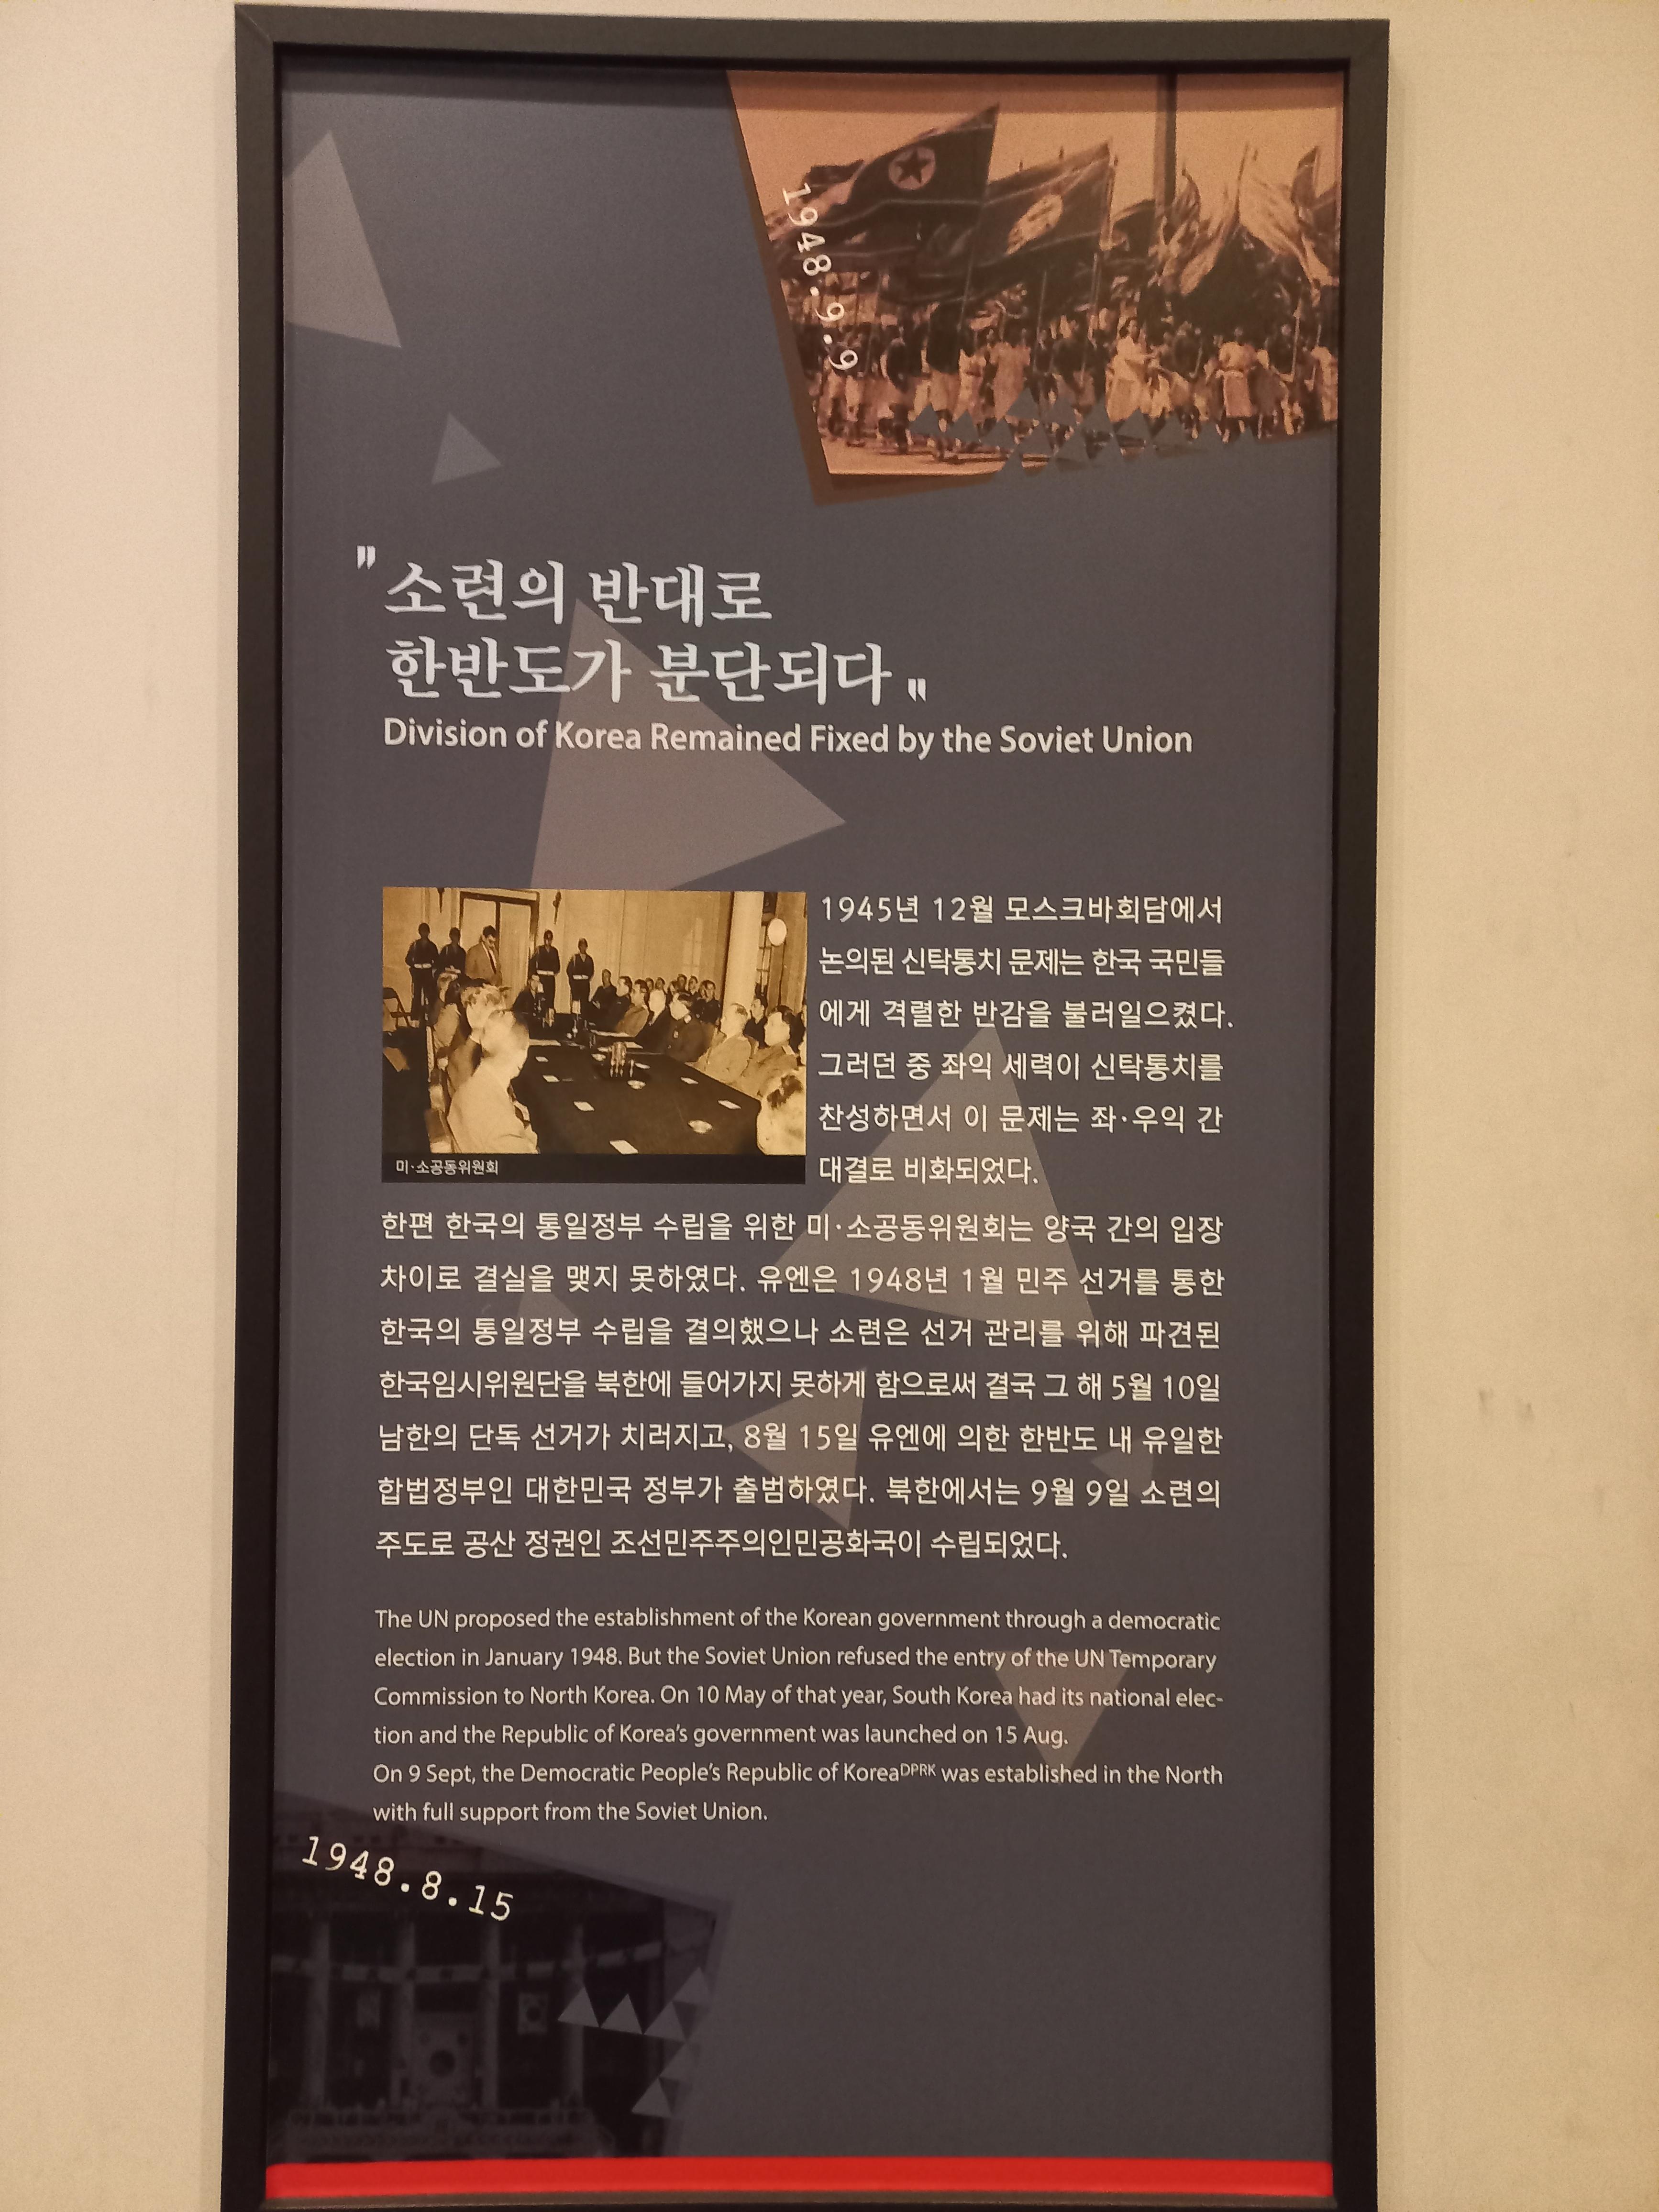 1948.9.9
"소련의 반대로
한반도가 분단되다"
Division of Korea Remained Fixed by the Soviet Union
1945년 12월 모스크바회담에서
논의된 신탁통치 문제는 한국 국민들
에게 격렬한 반감을 불러일으켰다.
그러던 중 좌익 세력이 신탁통치를
찬성하면서 이 문제는 좌·우익 간
대결로 비화되었다.
미·소공동위원회
한편 한국의 통일정부 수립을 위한 미·소공동위원회는 양국 간의 입장
차이로 결실을 맺지 못하였다. 유엔은 1948년 1월 민주 선거를 통한
한국의 통일정부 수립을 결의했으나 소련은 선거 관리를 위해 파견된
한국임시위원단을 북한에 들어가지 못하게 함으로써 결국 그 해 5월 10일
남한의 단독 선거가 치러지고, 8월 15일 유엔에 의한 한반도 내 유일한
합법정부인 대한민국 정부가 출범하였다. 북한에서는 9월 9일 소련의
주도로 공산 정권인 조선민주주의인민공화국이 수립되었다.
The UN proposed the establishment of the Korean government through a democratic
election in January 1948. But the Soviet Union refused the entry of the UN Temporary
Commission to North Korea. On 10 May of that year, South Korea had its national elec-
tion and the Republic of Korea's government was launched on 15 Aug.
On 9 Sept, the Democratic People's Republic of KoreaDPRK was established in the North
with full support from the Soviet Union.
1948.8.15